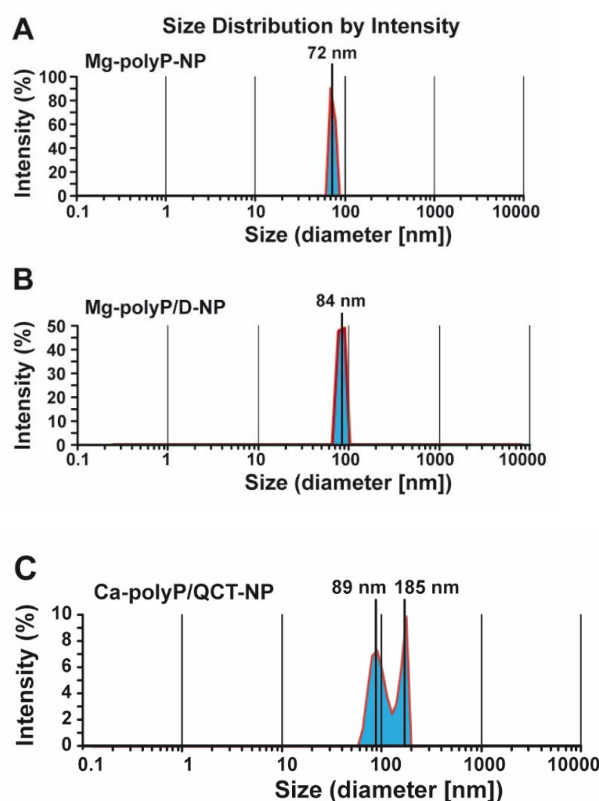 A
Size Distribution by Intensity
Mg-polyP-NP
72 nm
Intensity (%)
100
80
60
40
20
0
0.1 1 10 100 1000 10000
Size (diameter [nm])
B
Mg-polyP/D-NP
84 nm
Intensity (%)
50
40
30
20
10
0
0.1 1 10 100 1000 10000
Size (diameter [nm])
C
Ca-polyP/QCT-NP
89 nm 185 nm
Intensity (%)
10
8
6
4
2
0
0.1 1 10 100 1000 10000
Size (diameter [nm])